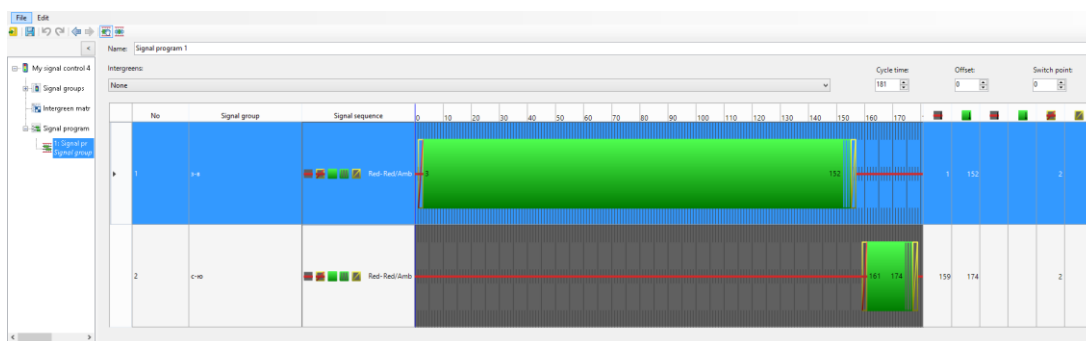 File Edit
Name: Signal program 1
My signal control 4
Intergreens:
Cycle time:
Offset:
Switch point:
Signal groups
None
181
0
0
Intergreen matr
No Signal group Signal sequence 0 10 20 30 40 50 60 70 80 90 100 110 120 130 140 150 160 170
Signal program
1: Signal pr
Signal group
1 Red-Red/Amb 3 152 1 152 2
2 с-ю Red-Red/Amb 161 174 159 174 2